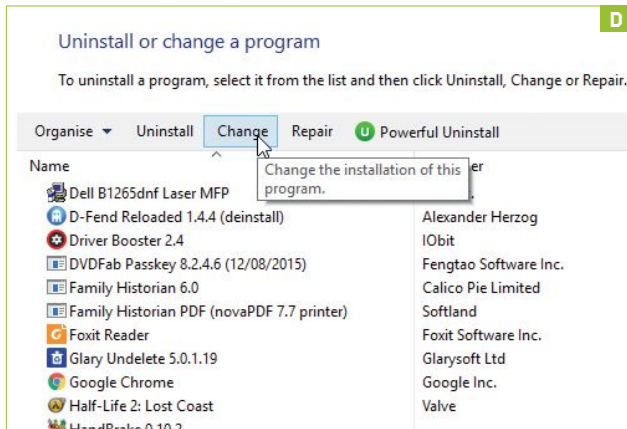 D
Uninstall or change a program
To uninstall a program, select it from the list and then click Uninstall, Change or Repair.
Organise Uninstall Change Repair U Powerful Uninstall
Name er
Change the installation of this
program.
Dell B1265dnf Laser MFP
D-Fend Reloaded 1.4.4 (deinstall) Alexander Herzog
Driver Booster 2.4 IObit
DVDFab Passkey 8.2.4.6 (12/08/2015) Fengtao Software Inc.
Family Historian 6.0 Calico Pie Limited
Family Historian PDF (novaPDF 7.7 printer) Softland
Foxit Reader Foxit Software Inc.
Glary Undelete 5.0.1.19 Glarysoft Ltd
Google Chrome Google Inc.
Half-Life 2: Lost Coast Valve
HandBrake 0.10.2